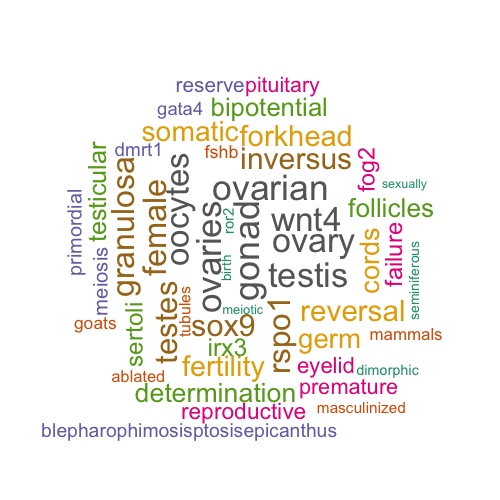 reserve pituitary
gata4 bipotential
somatic forkhead
dmrt1 fshb inversus fog2
testicular granulosa female oocytes ovarian sexually
primordial meiosis ovaries ror2 gonad wnt4 follicles
ovary cords failure seminiferous
birth testis
goats testes tubules meiotic rspo1 reversal
sertoli sox9 germ mammals
irx3
ablated fertility eyelid dimorphic
determination premature
reproductive masculinized
blepharophimosisptosisepicanthus